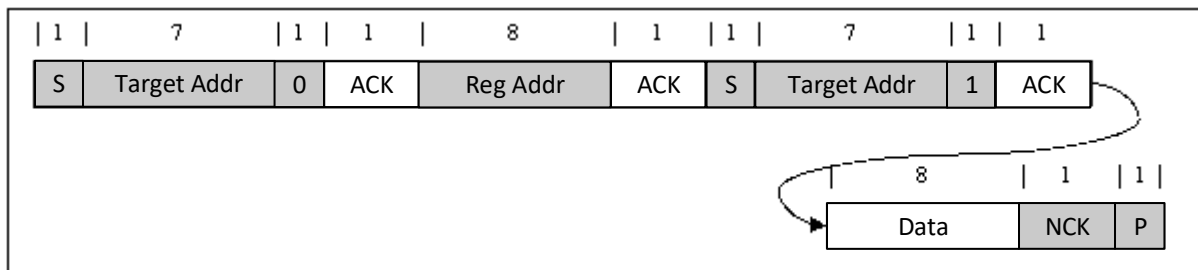 | 1 | 7 | 1 | 1 | 8 | 1 | 1 | 7 | 1 | 1
S Target Addr 0 ACK Reg Addr ACK S Target Addr 1 ACK
| 8 | 1 | 1 |
Data NCK P